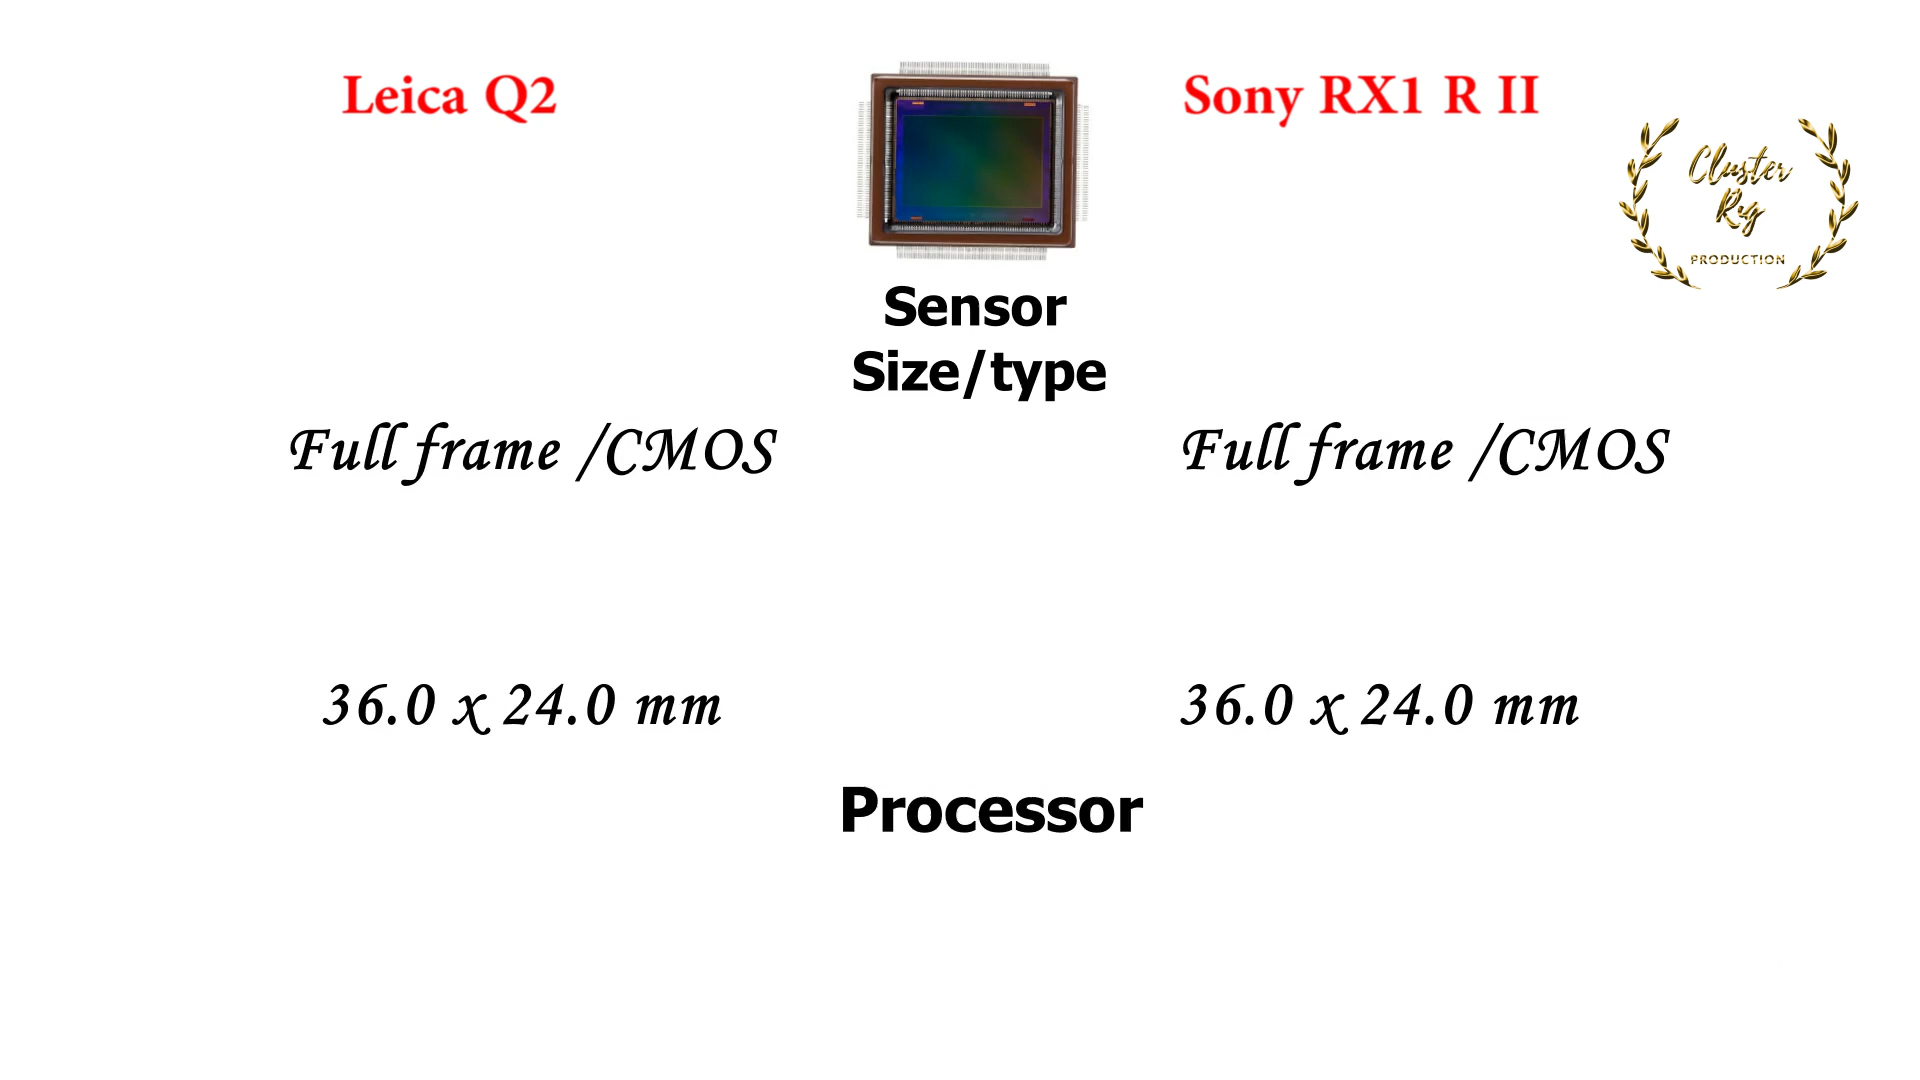 Leica Q2
Sony RX1 R II
Cluster
Rig
PRODUCTION
Sensor
Size/type
Full frame /CMOS
Full frame /CMOS
36.0 x 24.0 mm
36.0 x 24.0 mm
Processor